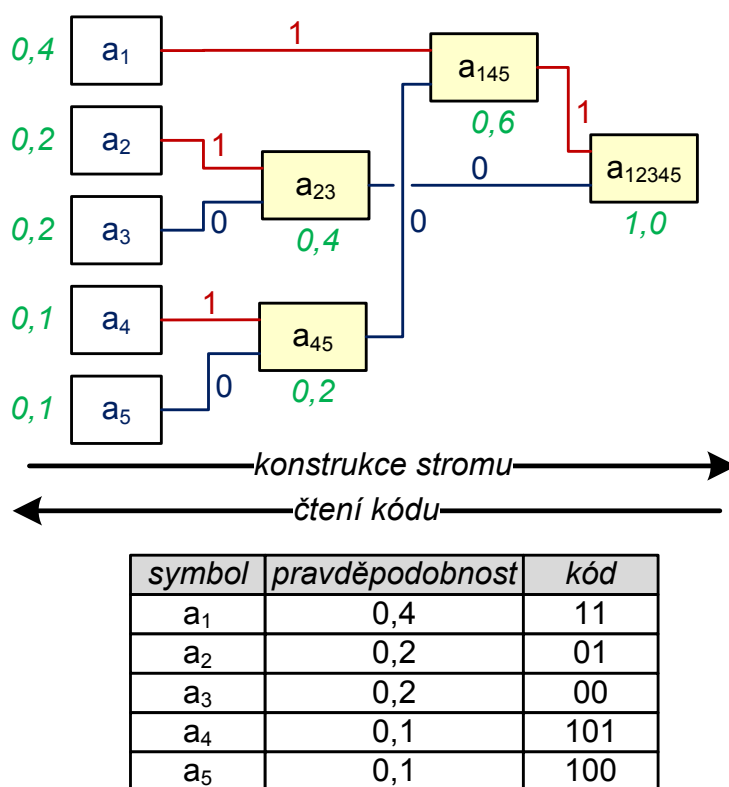 1
0,4 a1 a145
0,6
1
0,2 a2 1 a23 0 a12345
0,4 1,0
0,2 a3 0 0
0,1 a4 1 a45
0,2
0,1 a5 0
konstrukce stromu
čtení kódu
symbol pravděpodobnost kód
a1 0,4 11
a2 0,2 01
a3 0,2 00
a4 0,1 101
a5 0,1 100